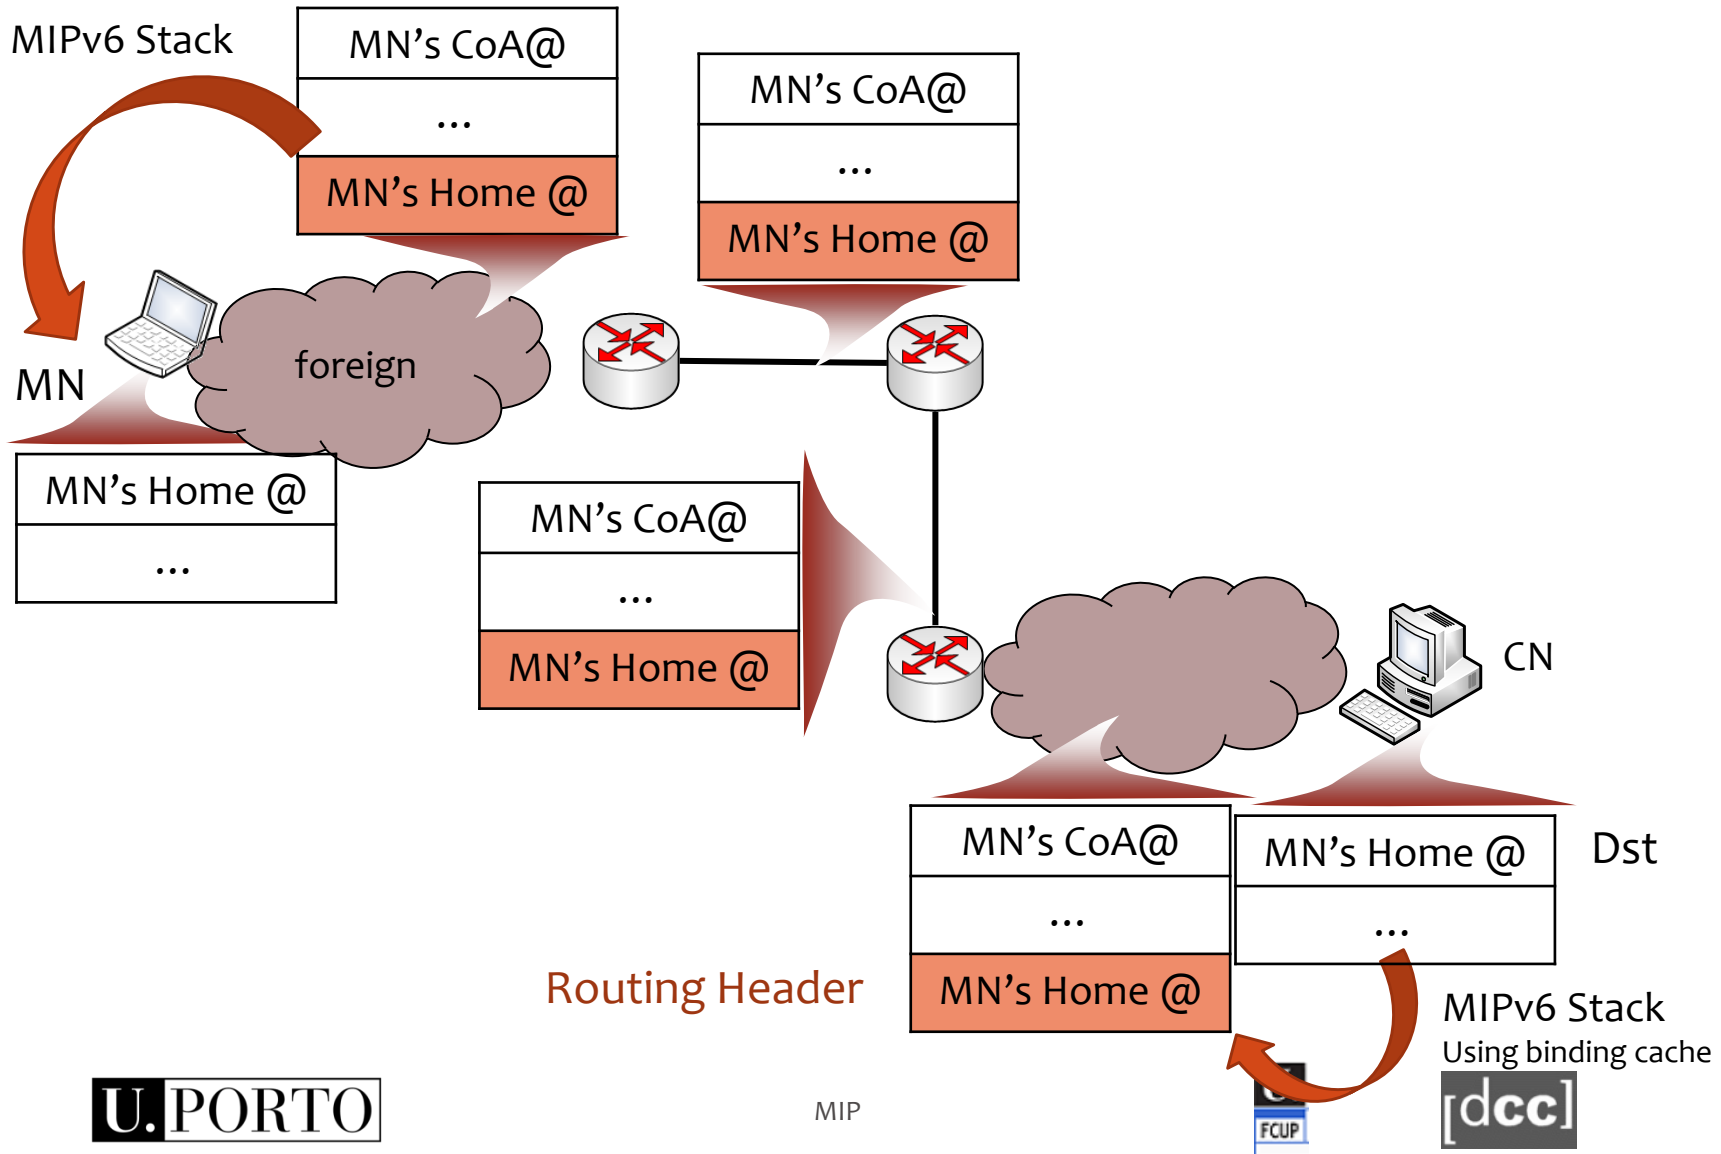 MIPv6 Stack
MN's CoA@
...
MN's Home @
MN's CoA@
...
MN's Home @
foreign
MN
MN's Home @
...
MN's CoA@
...
MN's Home @
CN
MN's CoA@
...
MN's Home @
MN's Home @
...
Dst
Routing Header
MIPv6 Stack
Using binding cache
U.PORTO
MIP
FCUP
[dcc]